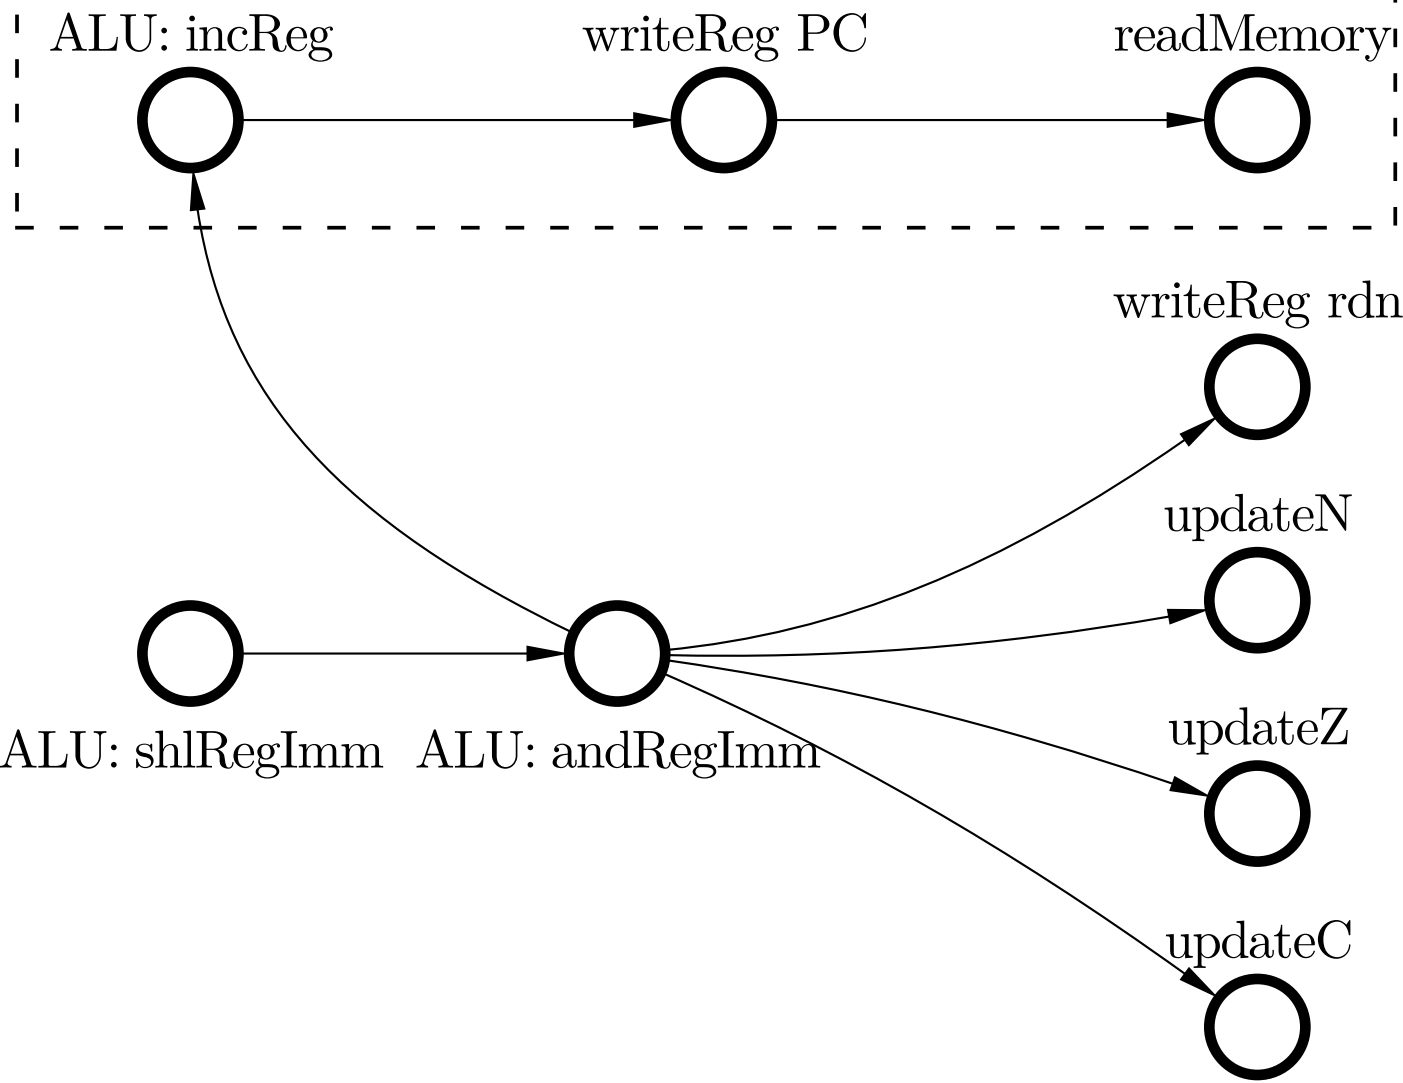 ALU: incReg
writeReg PC
readMemory
writeReg rdn
updateN
updateZ
ALU: shlRegImm
ALU: andRegImm
updateC